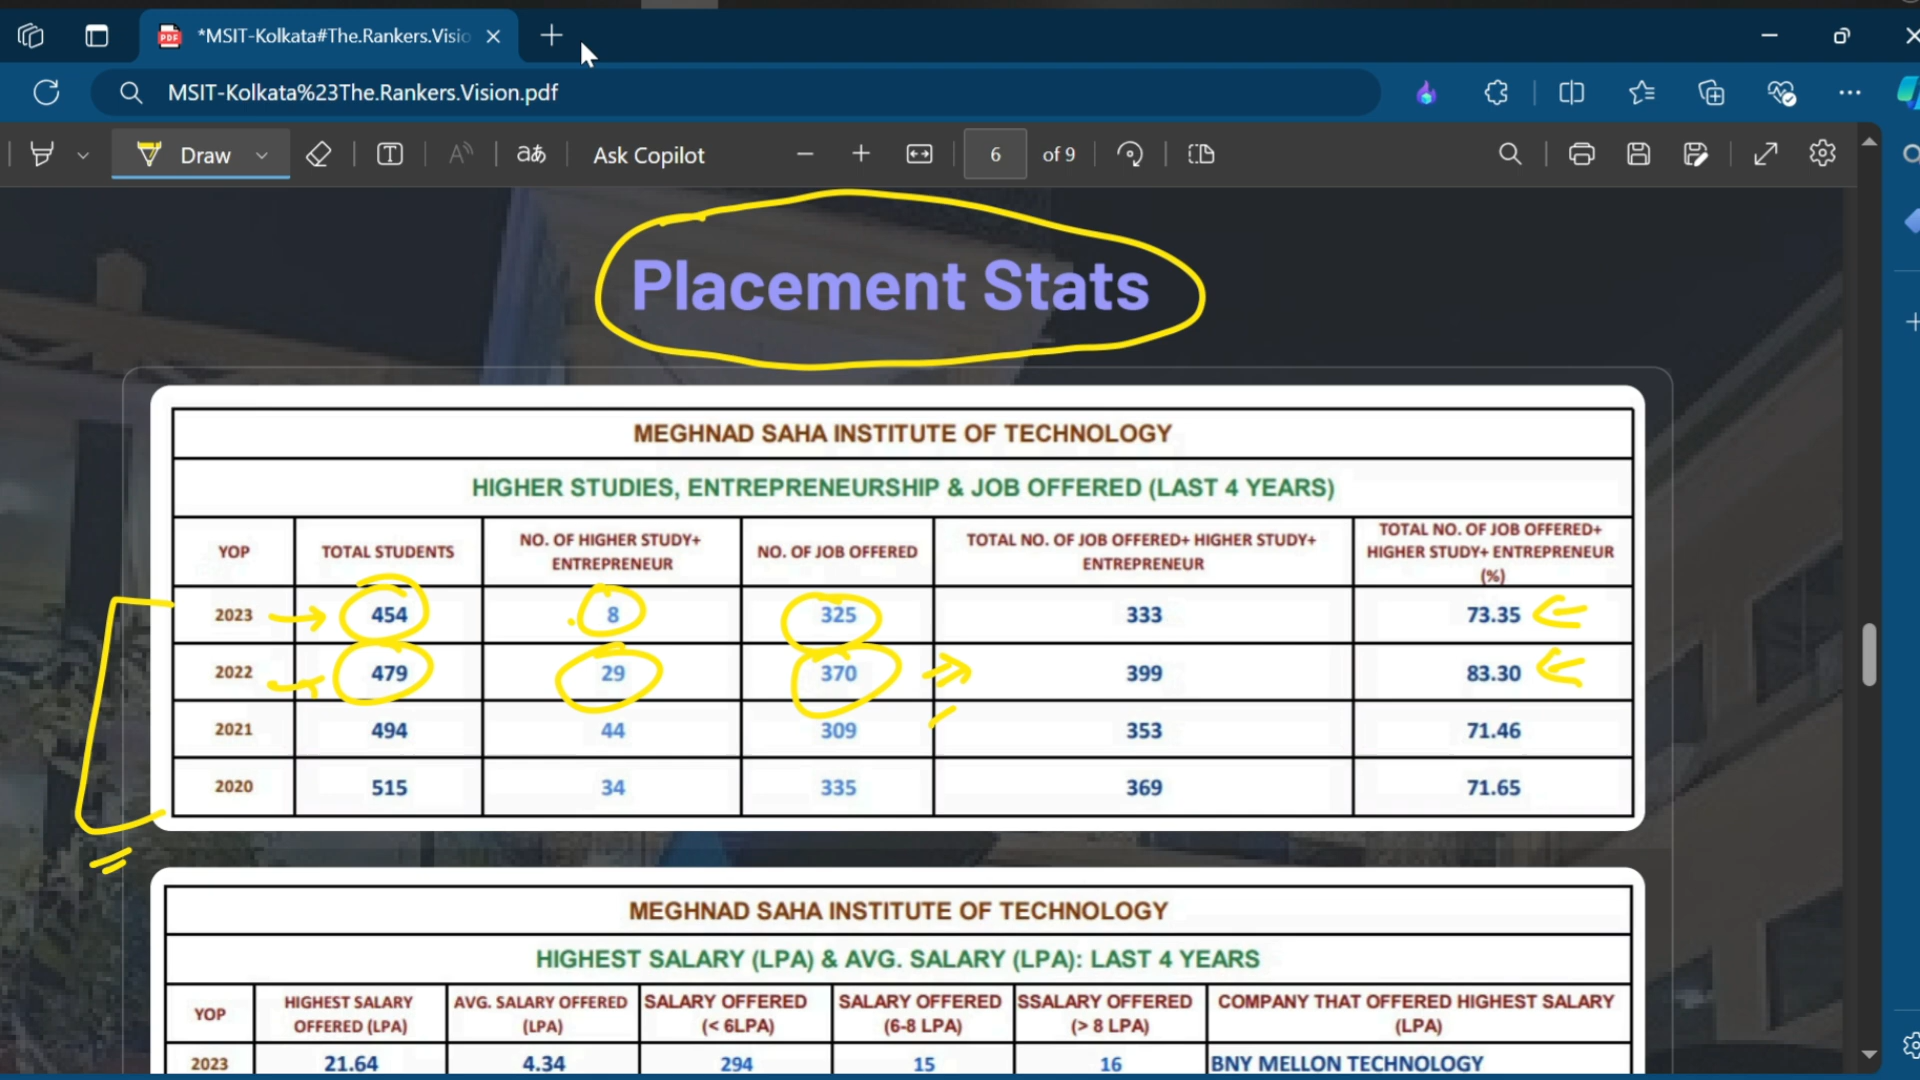 *MSIT-Kolkata#The.Rankers.Visio
MSIT-Kolkata%23The.Rankers.Vision.pdf
Draw
Ask Copilot
6 of 9
Placement Stats
MEGHNAD SAHA INSTITUTE OF TECHNOLOGY
HIGHER STUDIES, ENTREPRENEURSHIP & JOB OFFERED (LAST 4 YEARS)
YOP TOTAL STUDENTS NO. OF HIGHER STUDY+ ENTREPRENEUR NO. OF JOB OFFERED TOTAL NO. OF JOB OFFERED+ HIGHER STUDY+ ENTREPRENEUR TOTAL NO. OF JOB OFFERED+ HIGHER STUDY+ ENTREPRENEUR (%)
2023 454 8 325 333 73.35
2022 479 29 370 399 83.30
2021 494 44 309 353 71.46
2020 515 34 335 369 71.65
MEGHNAD SAHA INSTITUTE OF TECHNOLOGY
HIGHEST SALARY (LPA) & AVG. SALARY (LPA): LAST 4 YEARS
YOP HIGHEST SALARY OFFERED (LPA) AVG. SALARY OFFERED (LPA) SALARY OFFERED (< 6LPA) SALARY OFFERED (6-8 LPA) SSALARY OFFERED (> 8 LPA) COMPANY THAT OFFERED HIGHEST SALARY (LPA)
2023 21.64 4.34 294 15 16 BNY MELLON TECHNOLOGY